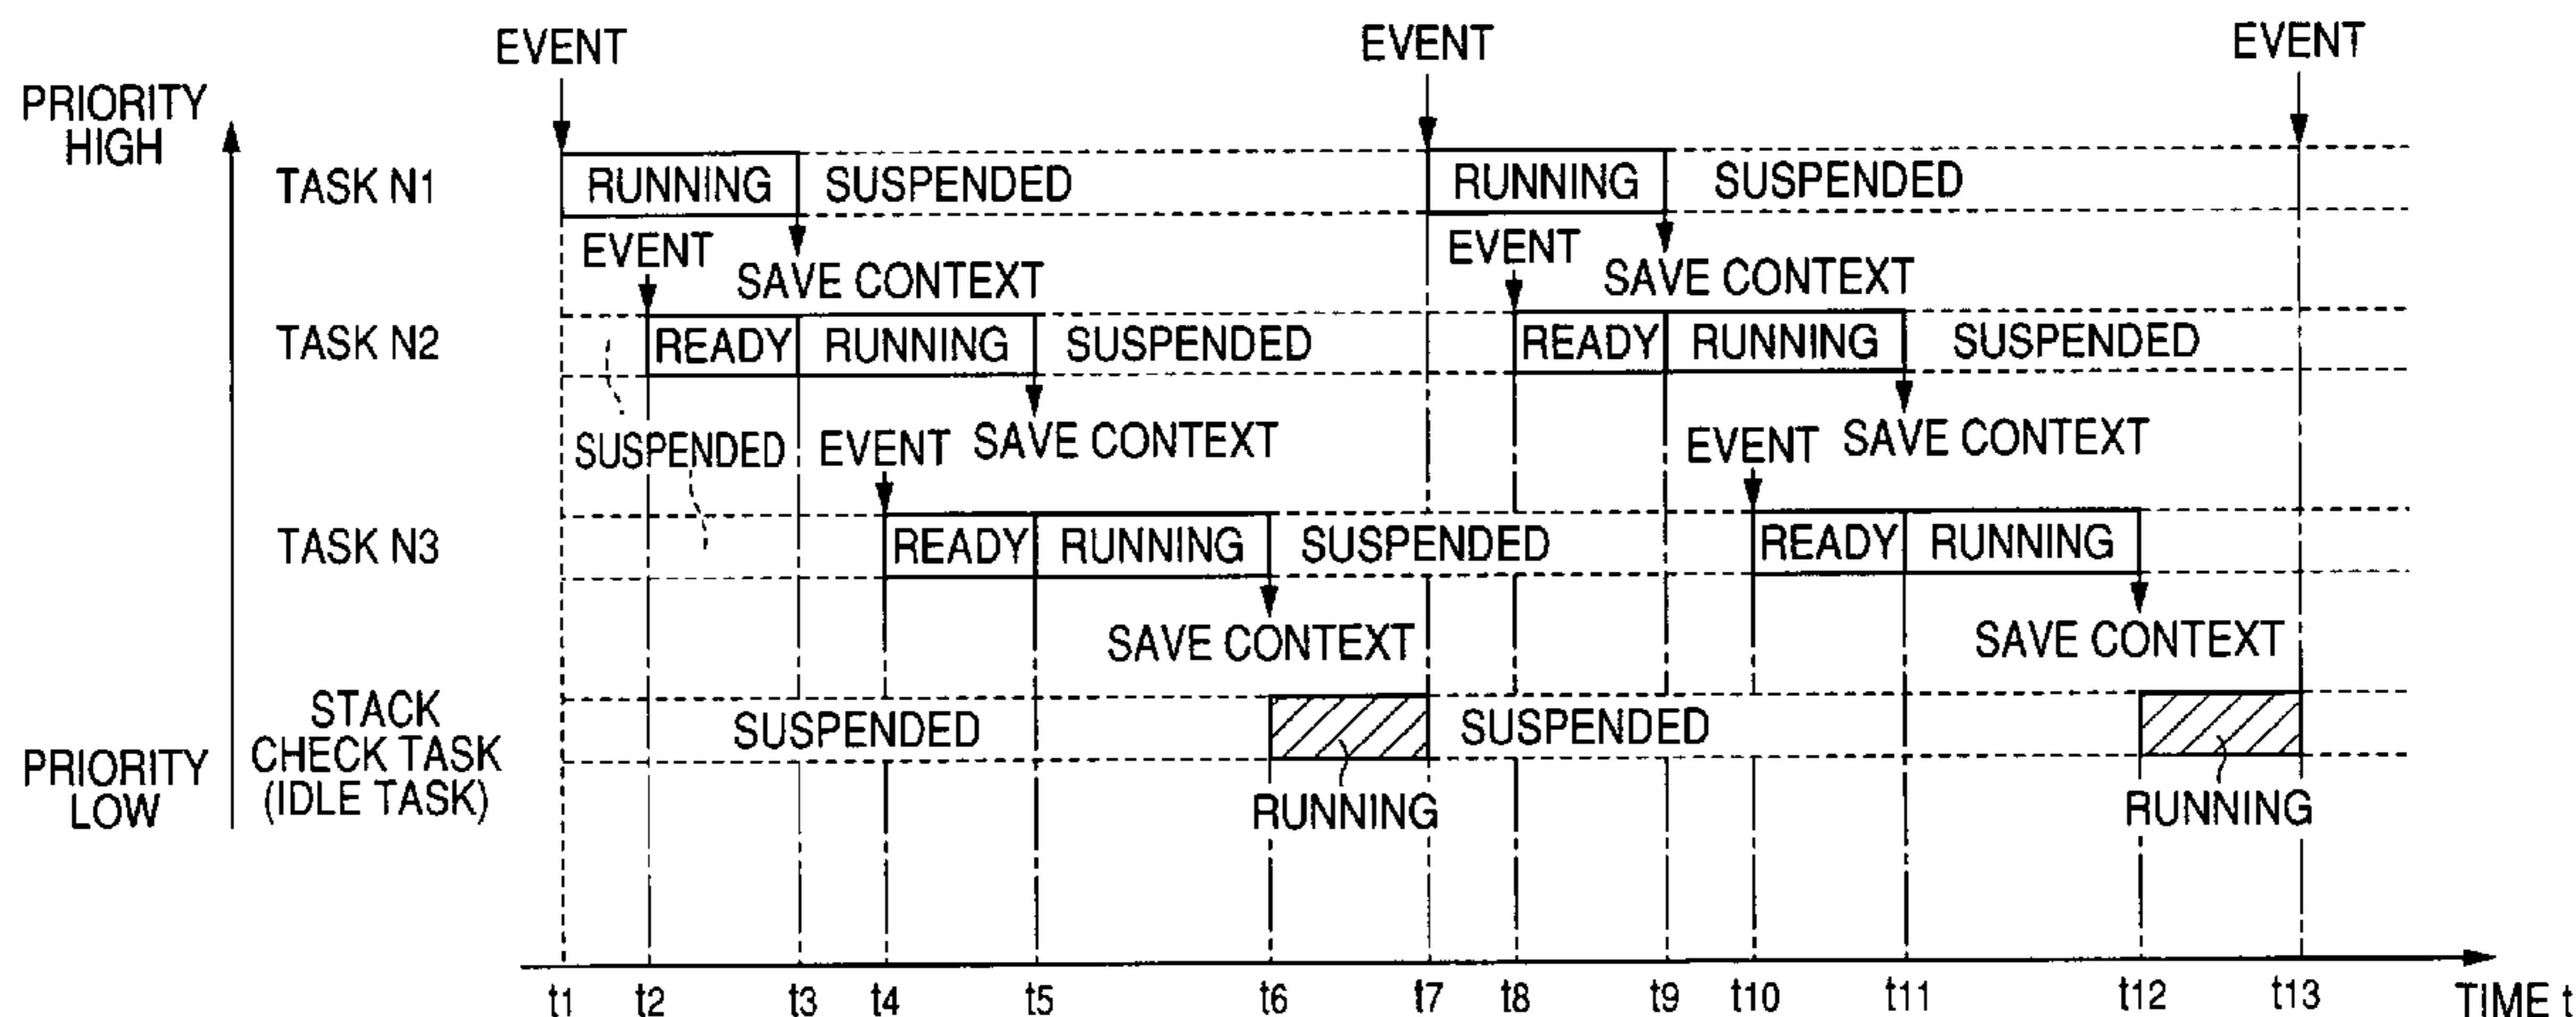 EVENT
EVENT
EVENT
PRIORITY
HIGH
TASK N1
RUNNING
SUSPENDED
RUNNING
SUSPENDED
EVENT
SAVE CONTEXT
EVENT
SAVE CONTEXT
TASK N2
READY
RUNNING
SUSPENDED
READY
RUNNING
SUSPENDED
SUSPENDED
EVENT
SAVE CONTEXT
EVENT
SAVE CONTEXT
TASK N3
READY
RUNNING
SUSPENDED
READY
RUNNING
SAVE CONTEXT
SAVE CONTEXT
STACK
CHECK TASK
(IDLE TASK)
SUSPENDED
SUSPENDED
PRIORITY
LOW
RUNNING
RUNNING
t1
t2
t3
t4
t5
t6
t7
t8
t9
t10
t11
t12
t13
TIME t